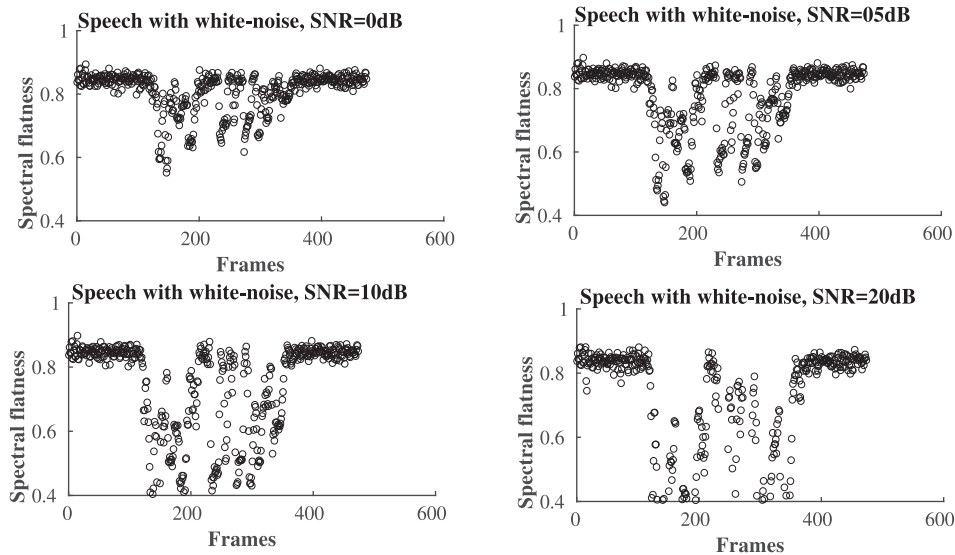 Speech with white-noise, SNR=0dB
1
0.8
0.6
0.4
Spectral flatness
0
200
400
600
Frames
Speech with white-noise, SNR=05dB
1
0.8
0.6
0.4
Spectral flatness
0
200
400
600
Frames
Speech with white-noise, SNR=10dB
1
0.8
0.6
0.4
Spectral flatness
0
200
400
600
Frames
Speech with white-noise, SNR=20dB
1
0.8
0.6
0.4
Spectral flatness
0
200
400
600
Frames